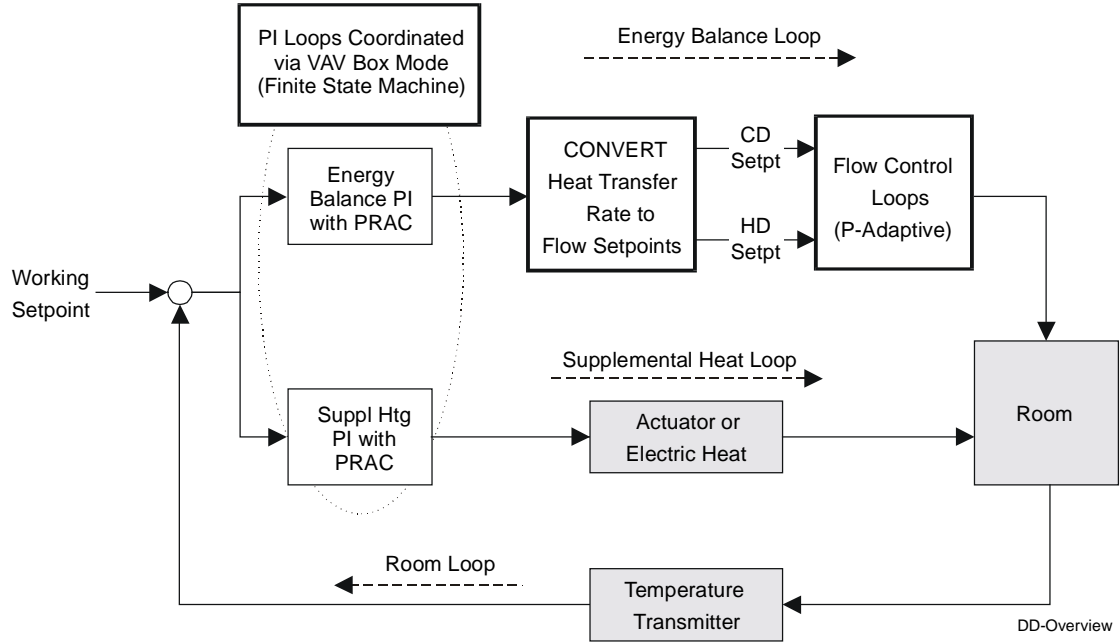 PI Loops Coordinated
via VAV Box Mode
(Finite State Machine)
Energy Balance Loop
Energy
Balance PI
with PRAC
CONVERT
Heat Transfer
Rate to
Flow Setpoints
CD
Setpt
HD
Setpt
Flow Control
Loops
(P-Adaptive)
Working
Setpoint
Supplemental Heat Loop
Suppl Htg
PI with
PRAC
Actuator or
Electric Heat
Room
Room Loop
Temperature
Transmitter
DD-Overview